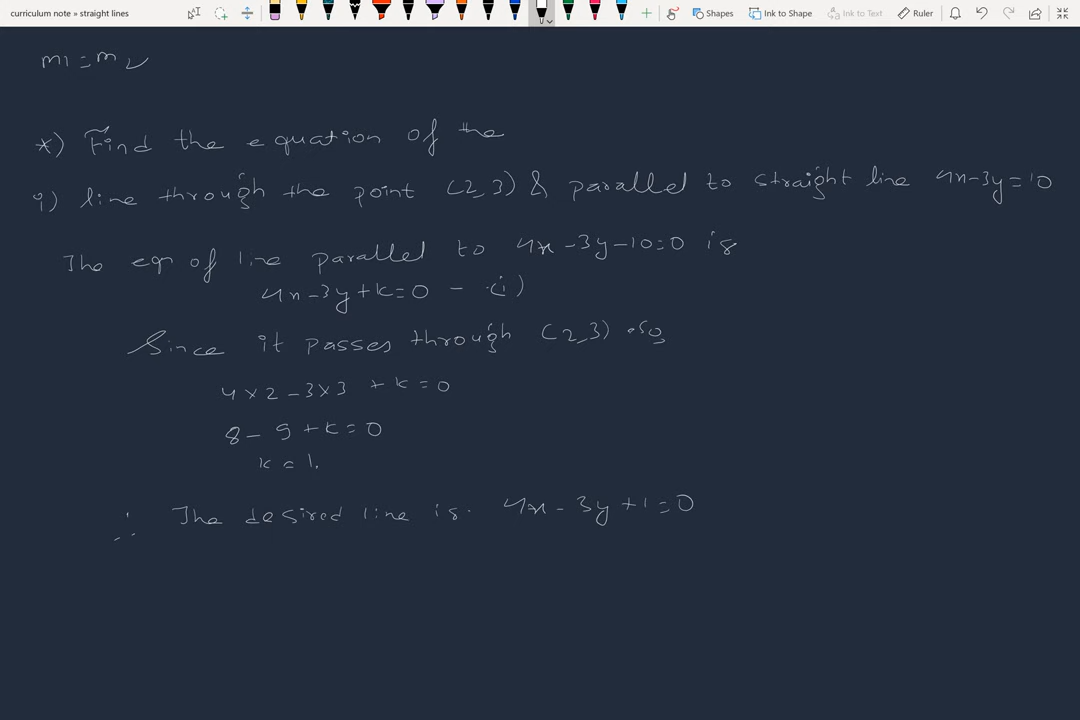 curriculum note » straight lines
Shapes Ink to Shape Ink to Text Ruler
m1 = m2
*) Find the equation of the
i) line through the point (2,3) & parallel to straight line 4x-3y=10
The eqn of line parallel to 4x-3y-10=0 is
4x-3y+k=0 - (i)
Since it passes through (2,3) so,
4×2-3×3+k=0
8-9+k=0
k=1.
∴ The desired line is. 4x-3y+1=0